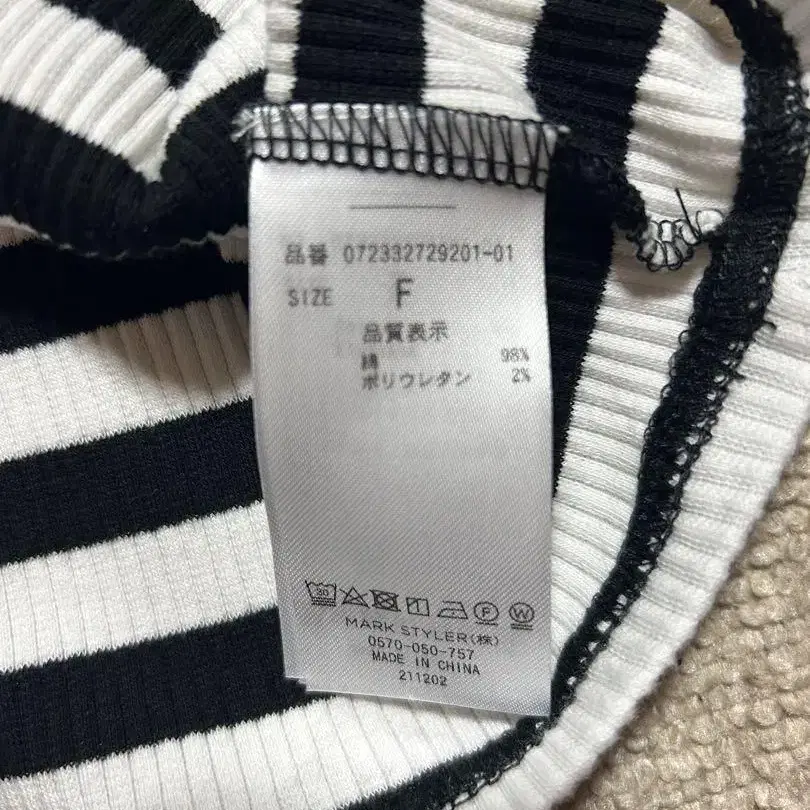 品番 072332729201-01
SIZE F
品質表示
綿 98%
ポリウレタン 2%
30
MARK STYLER(株)
0570-050-757
MADE IN CHINA
211202